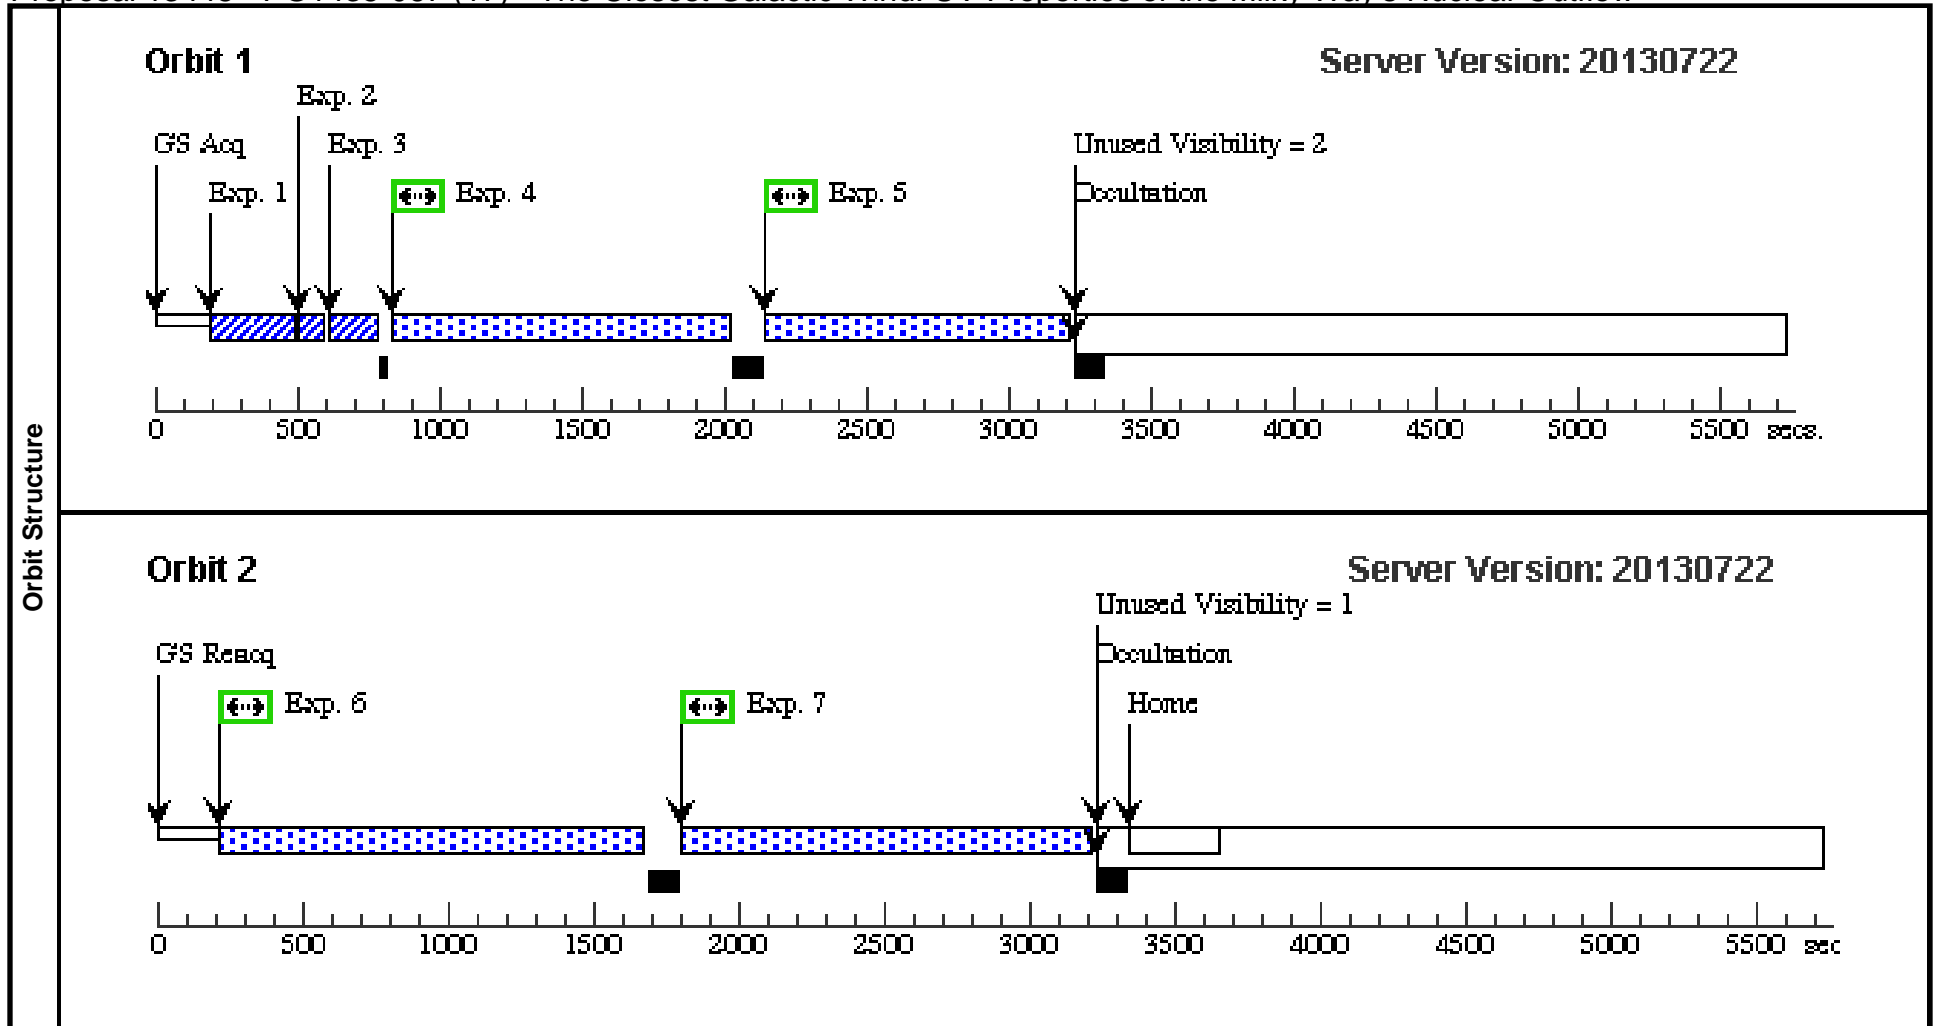 Orbit Structure
Orbit 1
Server Version: 20130722
Exp. 2
GS Acq
Exp. 3
Unused Visibility = 2
Exp. 1
Exp. 4
Exp. 5
Occultation
0 500 1000 1500 2000 2500 3000 3500 4000 4500 5000 5500 secs.
Orbit 2
Server Version: 20130722
Unused Visibility = 1
GS Reacq
Occultation
Exp. 6
Exp. 7
Home
0 500 1000 1500 2000 2500 3000 3500 4000 4500 5000 5500 sec